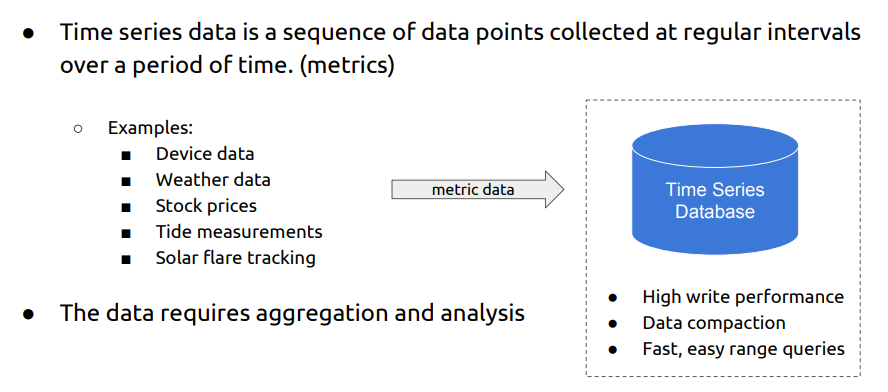 Time series data is a sequence of data points collected at regular intervals
over a period of time. (metrics)
Examples:
Device data
Weather data
Stock prices
Tide measurements
Solar flare tracking
The data requires aggregation and analysis
metric data
Time Series
Database
High write performance
Data compaction
Fast, easy range queries